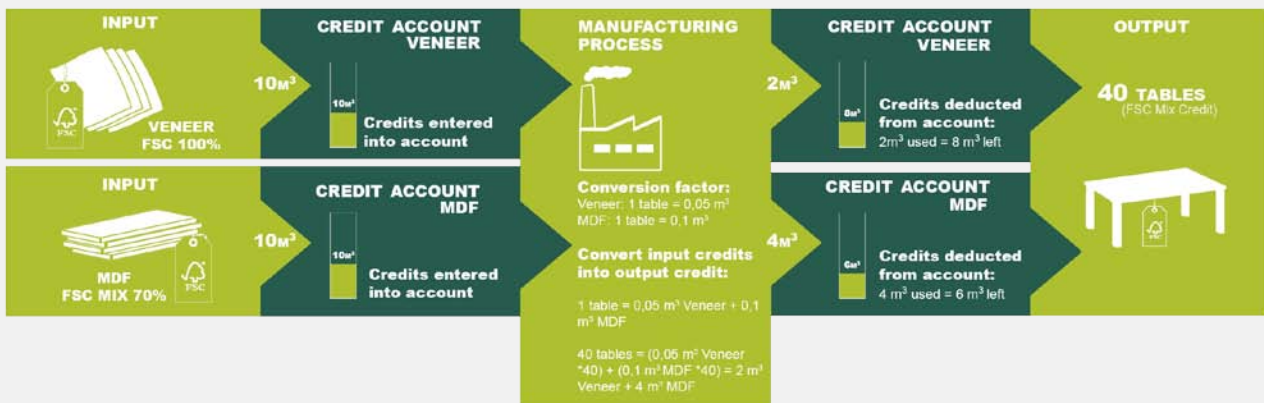 INPUT
FSC
VENEER
FSC 100%
10M³
CREDIT ACCOUNT
VENEER
10M³
Credits entered
into account
INPUT
MDF
FSC MIX 70%
FSC
10M³
CREDIT ACCOUNT
MDF
10M³
Credits entered
into account
MANUFACTURING
PROCESS
Conversion factor:
Veneer: 1 table = 0,05 m³
MDF: 1 table = 0,1 m³
Convert input credits
into output credit:
1 table = 0,05 m³ Veneer + 0,1
m³ MDF
40 tables = (0,05 m³ Veneer
*40) + (0,1 m³ MDF *40) = 2 m³
Veneer + 4 m³ MDF
2M³
CREDIT ACCOUNT
VENEER
8M³
Credits deducted
from account:
2m³ used = 8 m³ left
4M³
CREDIT ACCOUNT
MDF
6M³
Credits deducted
from account:
4 m³ used = 6 m³ left
OUTPUT
40 TABLES
(FSC Mix Credit)